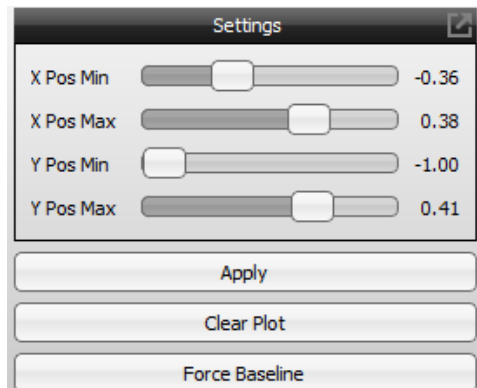 Settings
X Pos Min -0.36
X Pos Max 0.38
Y Pos Min -1.00
Y Pos Max 0.41
Apply
Clear Plot
Force Baseline